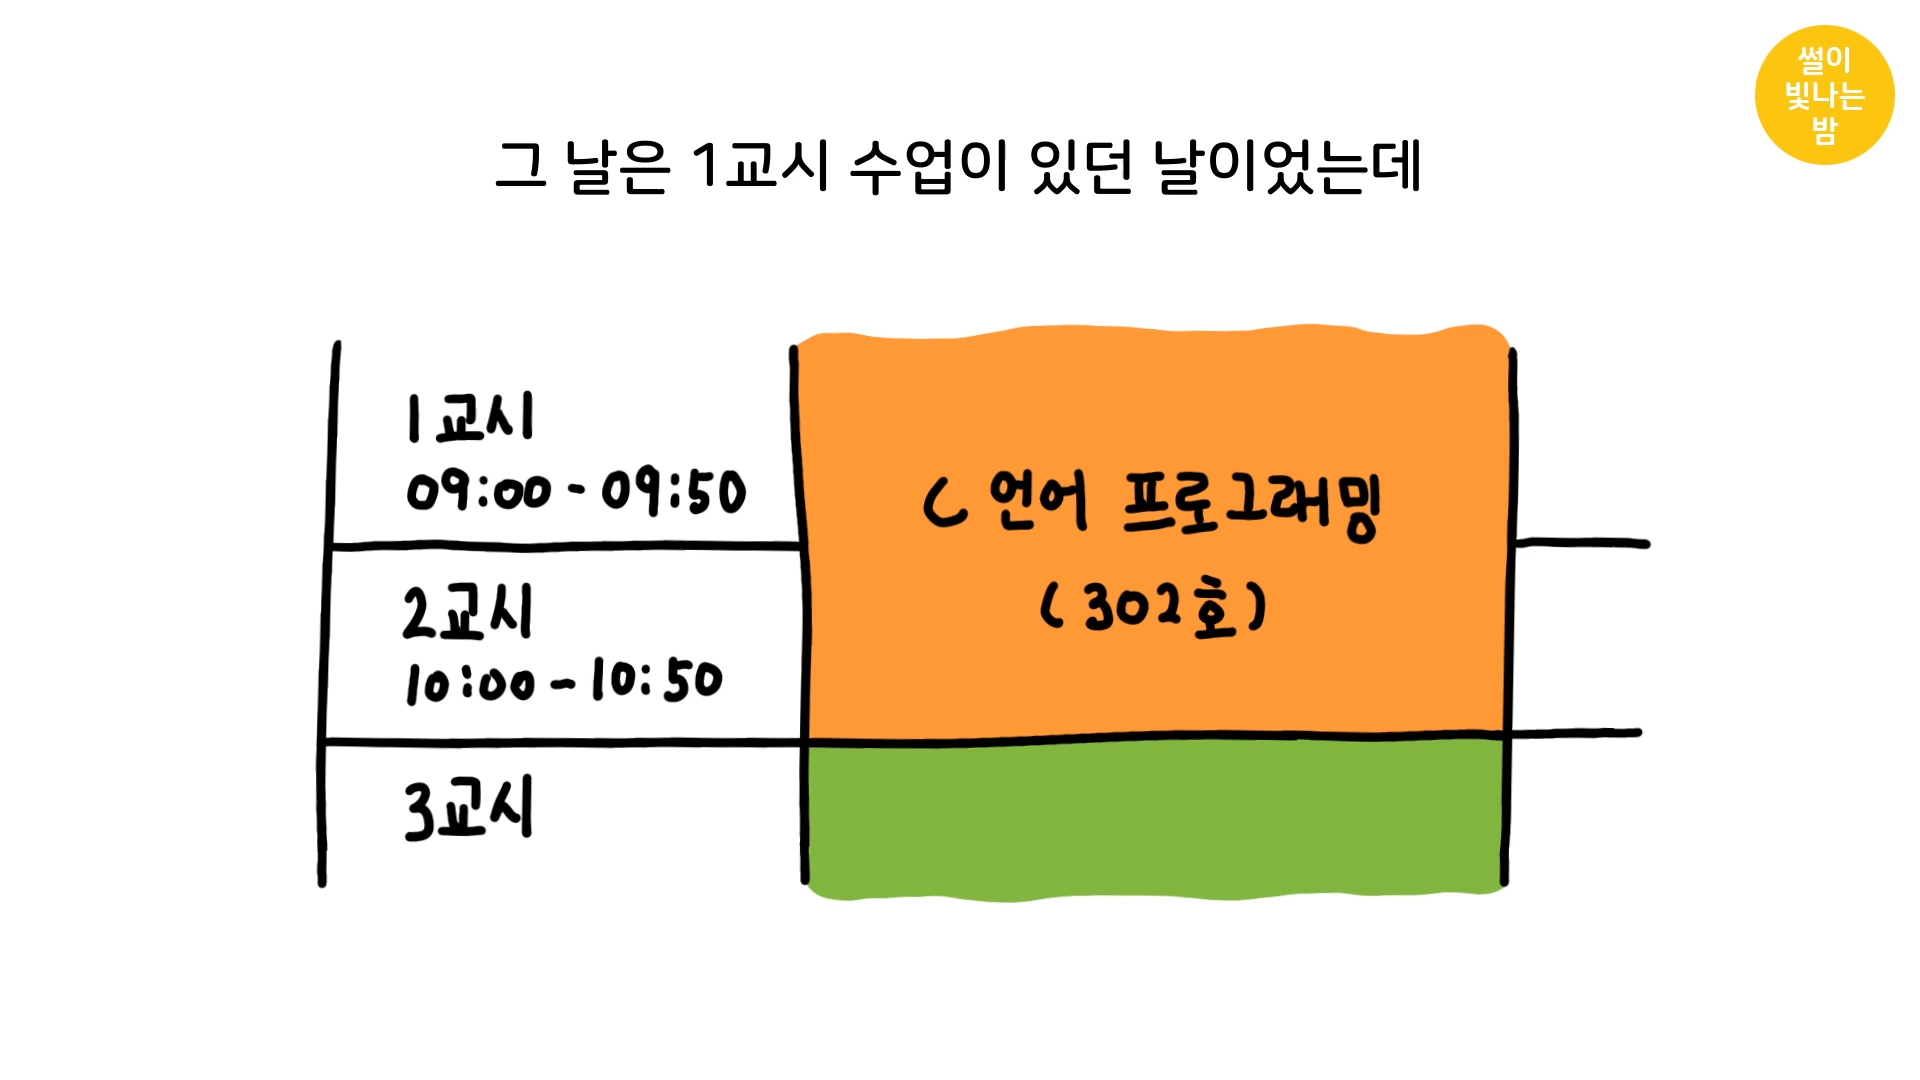 썰이
빛나는
밤
그 날은 1교시 수업이 있던 날이었는데
1교시
09:00 - 09:50
C 언어 프로그래밍
(302호)
2교시
10:00 - 10:50
3교시